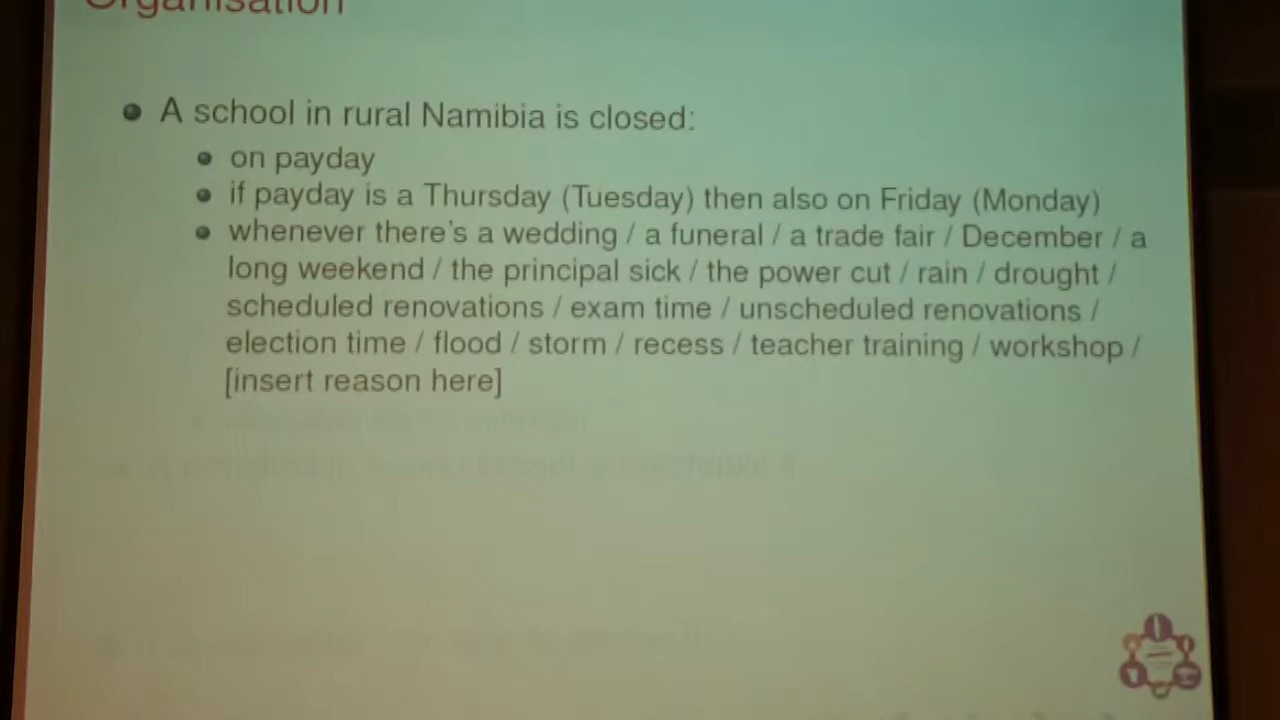 Organisation
A school in rural Namibia is closed:
on payday
if payday is a Thursday (Tuesday) then also on Friday (Monday)
whenever there's a wedding / a funeral / a trade fair / December / a
long weekend / the principal sick / the power cut / rain / drought /
scheduled renovations / exam time / unscheduled renovations /
election time / flood / storm / recess / teacher training / workshop /
[insert reason here]